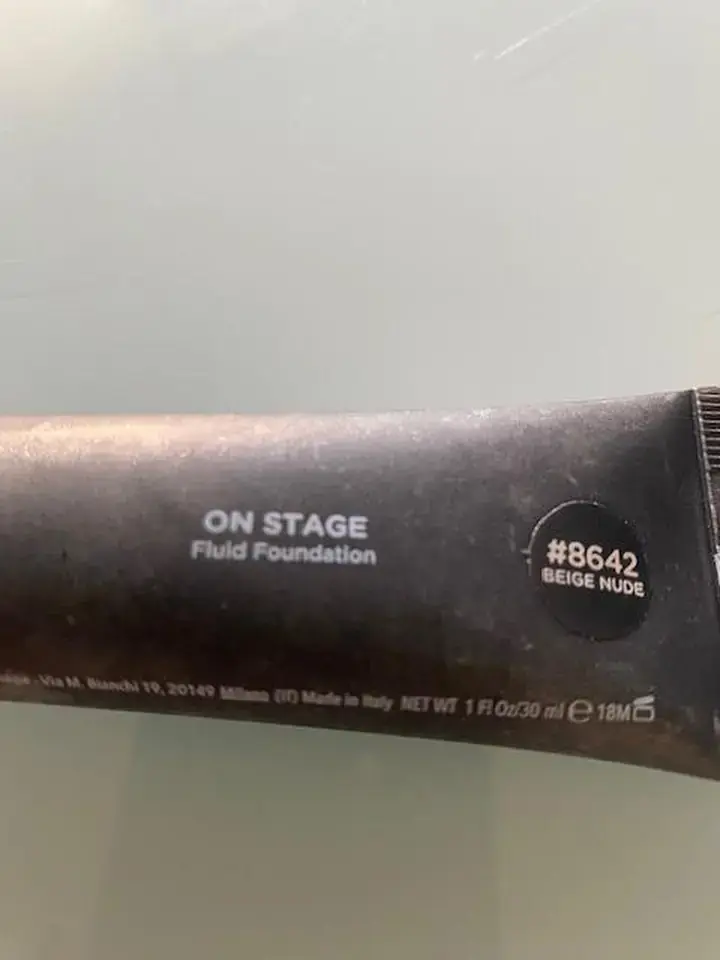 ON STAGE
Fluid Foundation
#8642
BEIGE NUDE
. Via M. Bianchi 19, 20149 Milano (IT) Made in Italy NET WT 1 Fl Oz/30 ml ℮ 18M